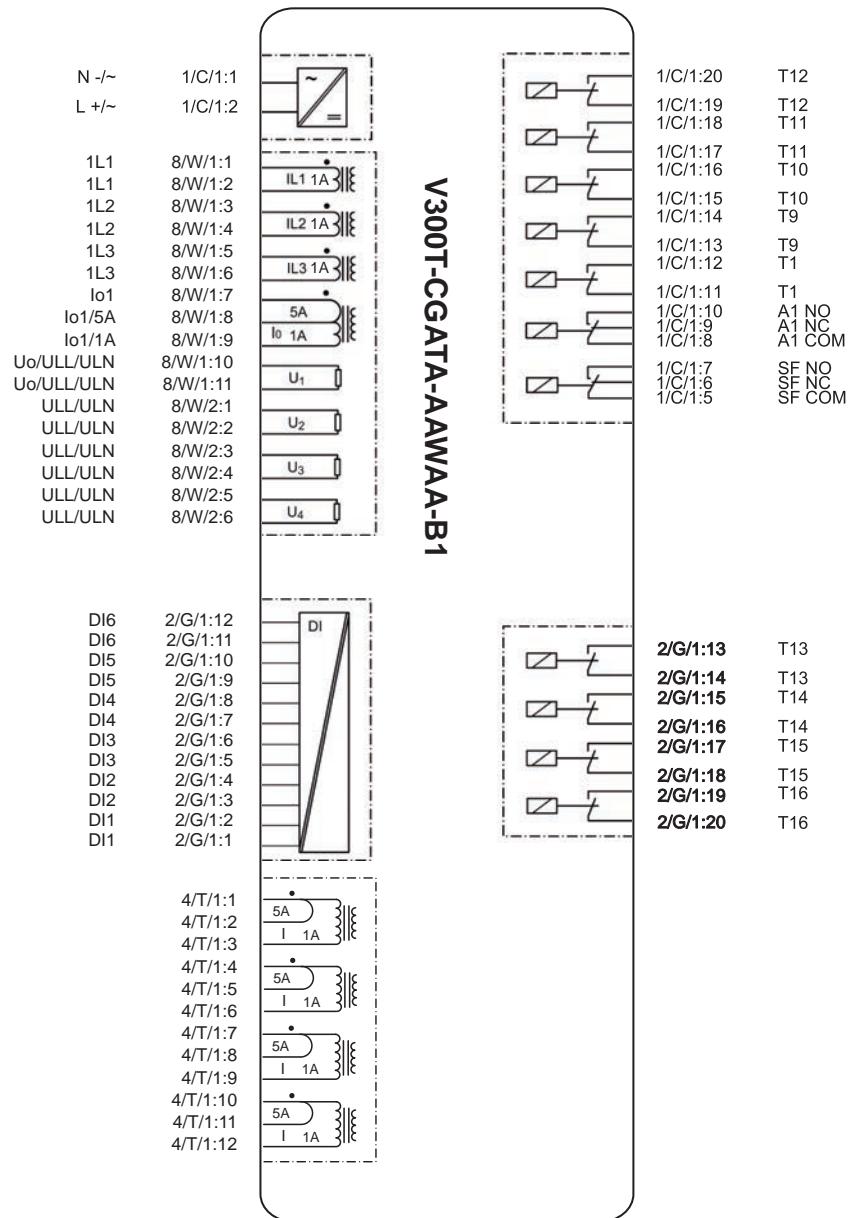 N -/~ 1/C/1:1
L +/~ 1/C/1:2
~
=
1L1 8/W/1:1
1L1 8/W/1:2
1L2 8/W/1:3
1L2 8/W/1:4
1L3 8/W/1:5
1L3 8/W/1:6
Io1 8/W/1:7
Io1/5A 8/W/1:8
Io1/1A 8/W/1:9
Uo/ULL/ULN 8/W/1:10
Uo/ULL/ULN 8/W/1:11
ULL/ULN 8/W/2:1
ULL/ULN 8/W/2:2
ULL/ULN 8/W/2:3
ULL/ULN 8/W/2:4
ULL/ULN 8/W/2:5
ULL/ULN 8/W/2:6
IL1 1A
IL2 1A
IL3 1A
5A
I0 1A
U1
U2
U3
U4
V300T-CGATA-AAWAA-B1
1/C/1:20 T12
1/C/1:19 T12
1/C/1:18 T11
1/C/1:17 T11
1/C/1:16 T10
1/C/1:15 T10
1/C/1:14 T9
1/C/1:13 T9
1/C/1:12 T1
1/C/1:11 T1
1/C/1:10 A1 NO
1/C/1:9 A1 NC
1/C/1:8 A1 COM
1/C/1:7 SF NO
1/C/1:6 SF NC
1/C/1:5 SF COM
DI6 2/G/1:12
DI6 2/G/1:11
DI5 2/G/1:10
DI5 2/G/1:9
DI4 2/G/1:8
DI4 2/G/1:7
DI3 2/G/1:6
DI3 2/G/1:5
DI2 2/G/1:4
DI2 2/G/1:3
DI1 2/G/1:2
DI1 2/G/1:1
DI
2/G/1:13 T13
2/G/1:14 T13
2/G/1:15 T14
2/G/1:16 T14
2/G/1:17 T15
2/G/1:18 T15
2/G/1:19 T16
2/G/1:20 T16
4/T/1:1
4/T/1:2
4/T/1:3
4/T/1:4
4/T/1:5
4/T/1:6
4/T/1:7
4/T/1:8
4/T/1:9
4/T/1:10
4/T/1:11
4/T/1:12
5A
I 1A
5A
I 1A
5A
I 1A
5A
I 1A